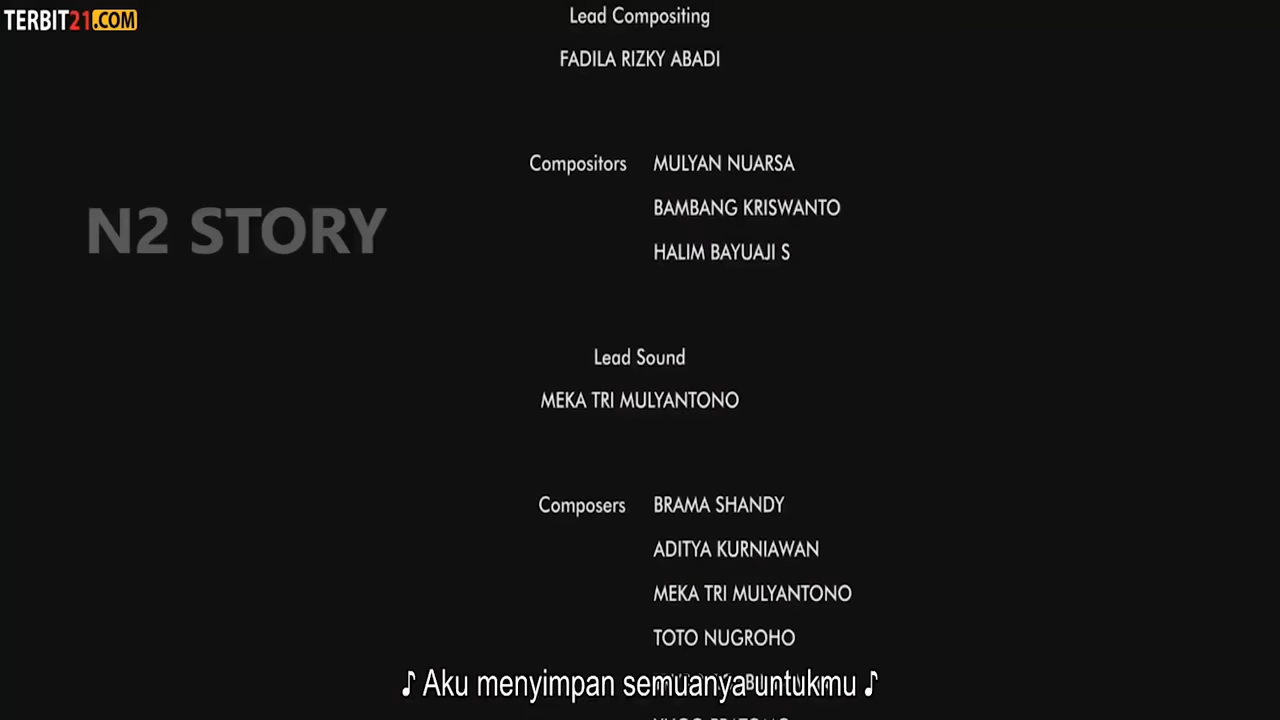 TERBIT21.COM
Lead Compositing
FADILA RIZKY ABADI
Compositors MULYAN NUARSA
BAMBANG KRISWANTO
N2 STORY
HALIM BAYUAJI S
Lead Sound
MEKA TRI MULYANTONO
Composers BRAMA SHANDY
ADITYA KURNIAWAN
MEKA TRI MULYANTONO
TOTO NUGROHO
♪ Aku menyimpan semuanya untukmu ♪